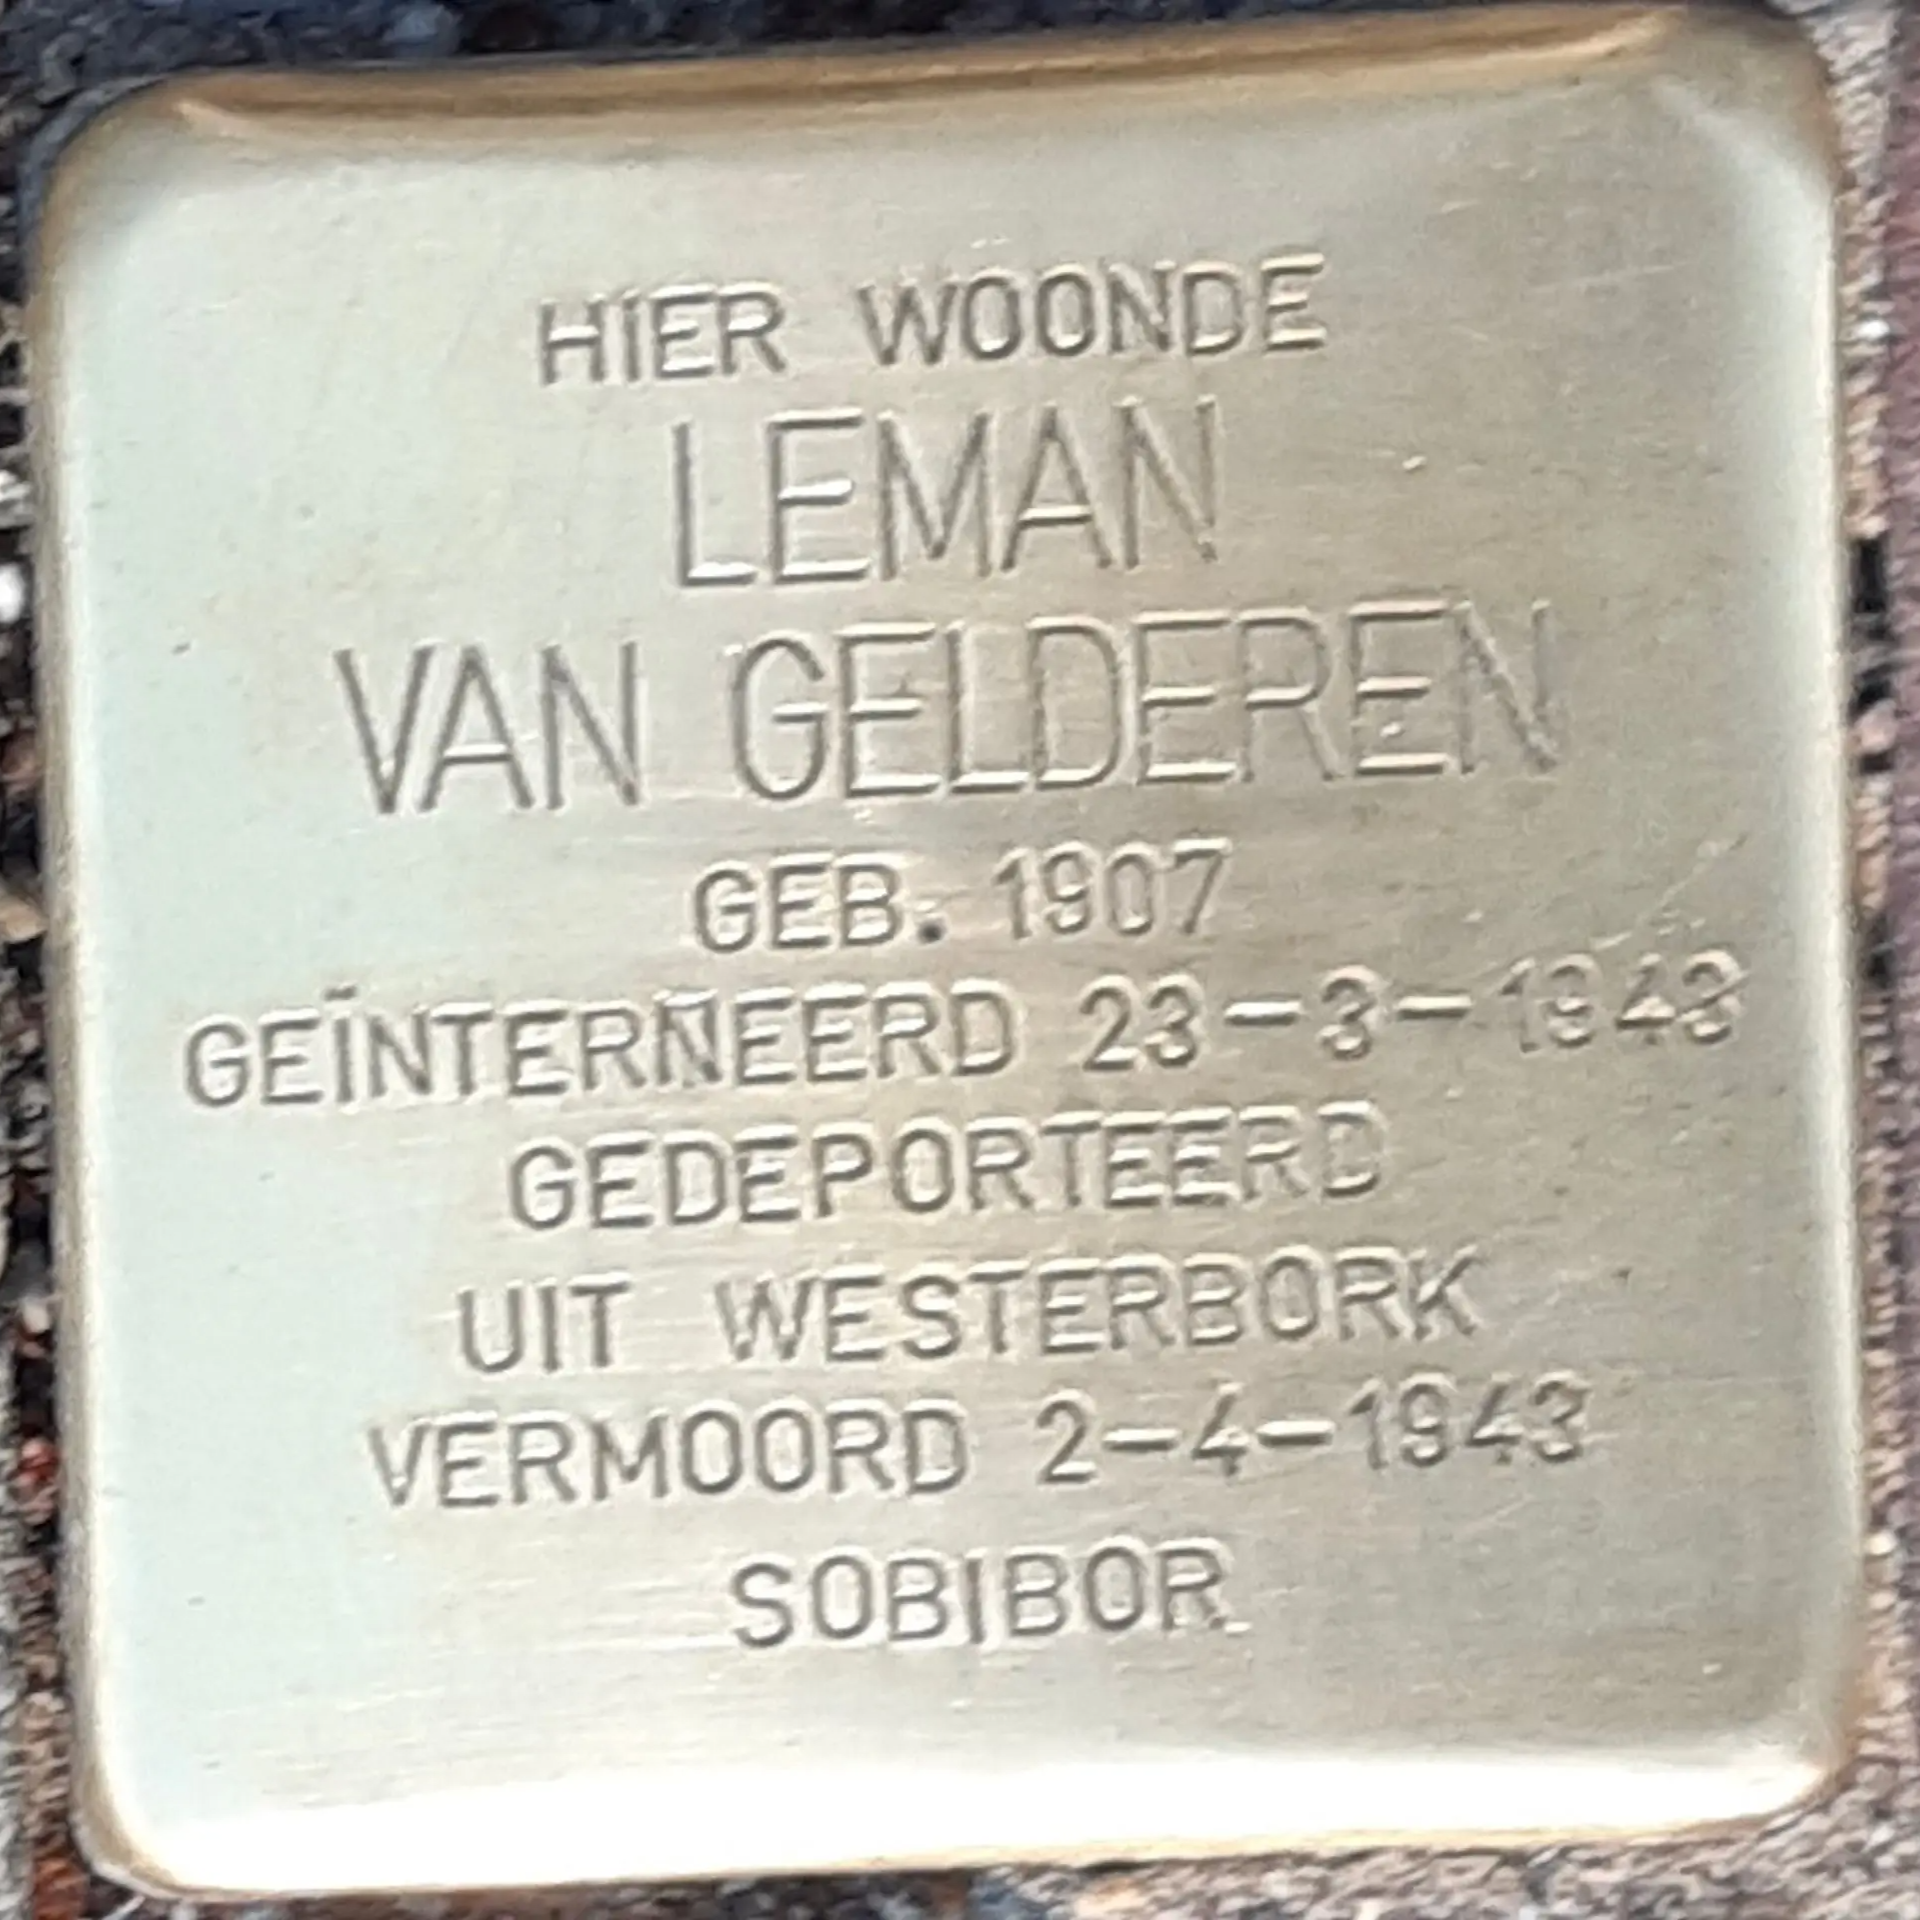 HIER WOONDE
LEMAN
VAN GELDEREN
GEB. 1907
GEÏNTERNEERD 23-3-1943
GEDEPORTEERD
UIT WESTERBORK
VERMOORD 2-4-1943
SOBIBOR